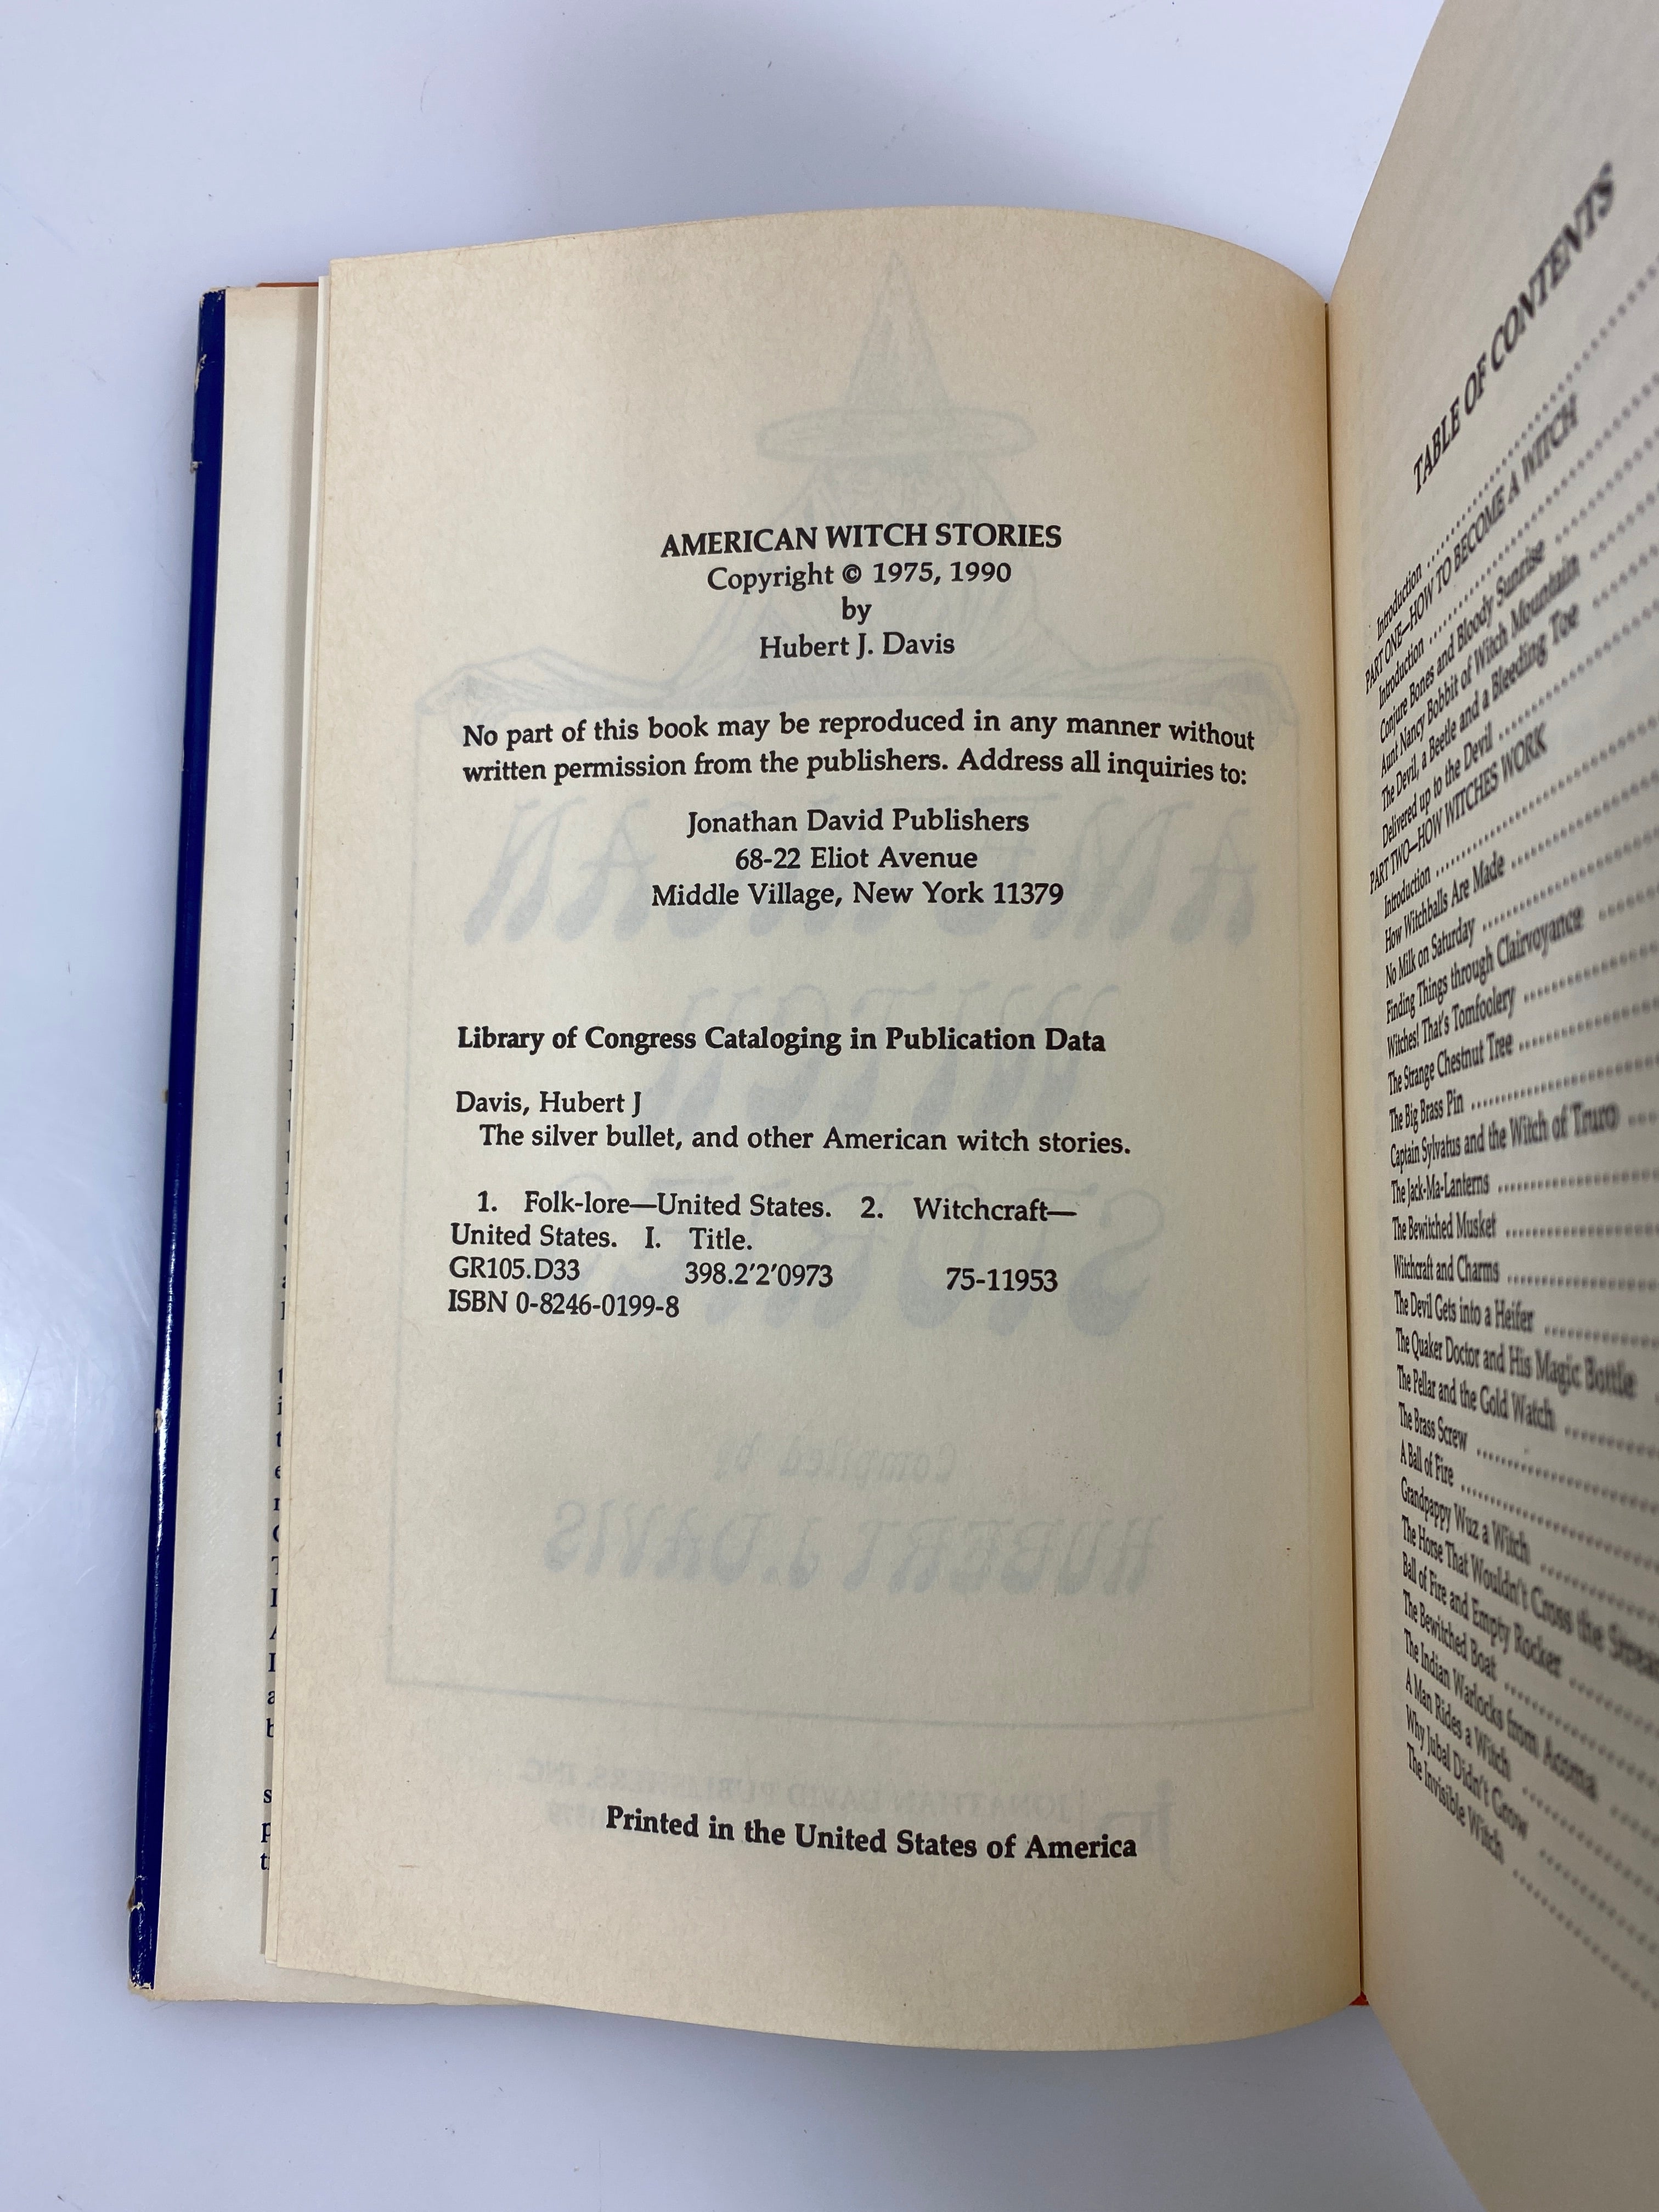 AMERICAN WITCH STORIES
Copyright © 1975, 1990
by
Hubert J. Davis
No part of this book may be reproduced in any manner without
written permission from the publishers. Address all inquiries to:
Jonathan David Publishers
68-22 Eliot Avenue
Middle Village, New York 11379
Library of Congress Cataloging in Publication Data
Davis, Hubert J
The silver bullet, and other American witch stories.
1. Folk-lore—United States. 2. Witchcraft—
United States. I. Title.
GR105.D33 398.2'2'0973 75-11953
ISBN 0-8246-0199-8
Printed in the United States of America
TABLE OF CONTENTS
Introduction
PART ONE—HOW TO BECOME A WITCH
Introduction
Conjure Bones and Bloody Sunrise
Aunt Nancy Bobbit of Witch Mountain
The Devil, a Beetle and a Bleeding Toe
Delivered up to the Devil
PART TWO—HOW WITCHES WORK
Introduction
How Witchballs Are Made
No Milk on Saturday
Finding Things through Clairvoyance
Witches! That's Tomfoolery
The Strange Chestnut Tree
The Big Brass Pin
Captain Sylvatus and the Witch of Truro
The Jack-Ma-Lanterns
The Bewitched Musket
Witchcraft and Charms
The Devil Gets into a Heifer
The Quaker Doctor and His Magic Bottle
The Pellar and the Gold Watch
The Brass Screw
A Ball of Fire
Grandpappy Wuz a Witch
The Horse That Wouldn't Cross the Stream
Ball of Fire and Empty Rocker
The Bewitched Boat
The Indian Warlocks from Acoma
A Man Rides a Witch
Why Jubal Didn't Grow
The Invisible Witch